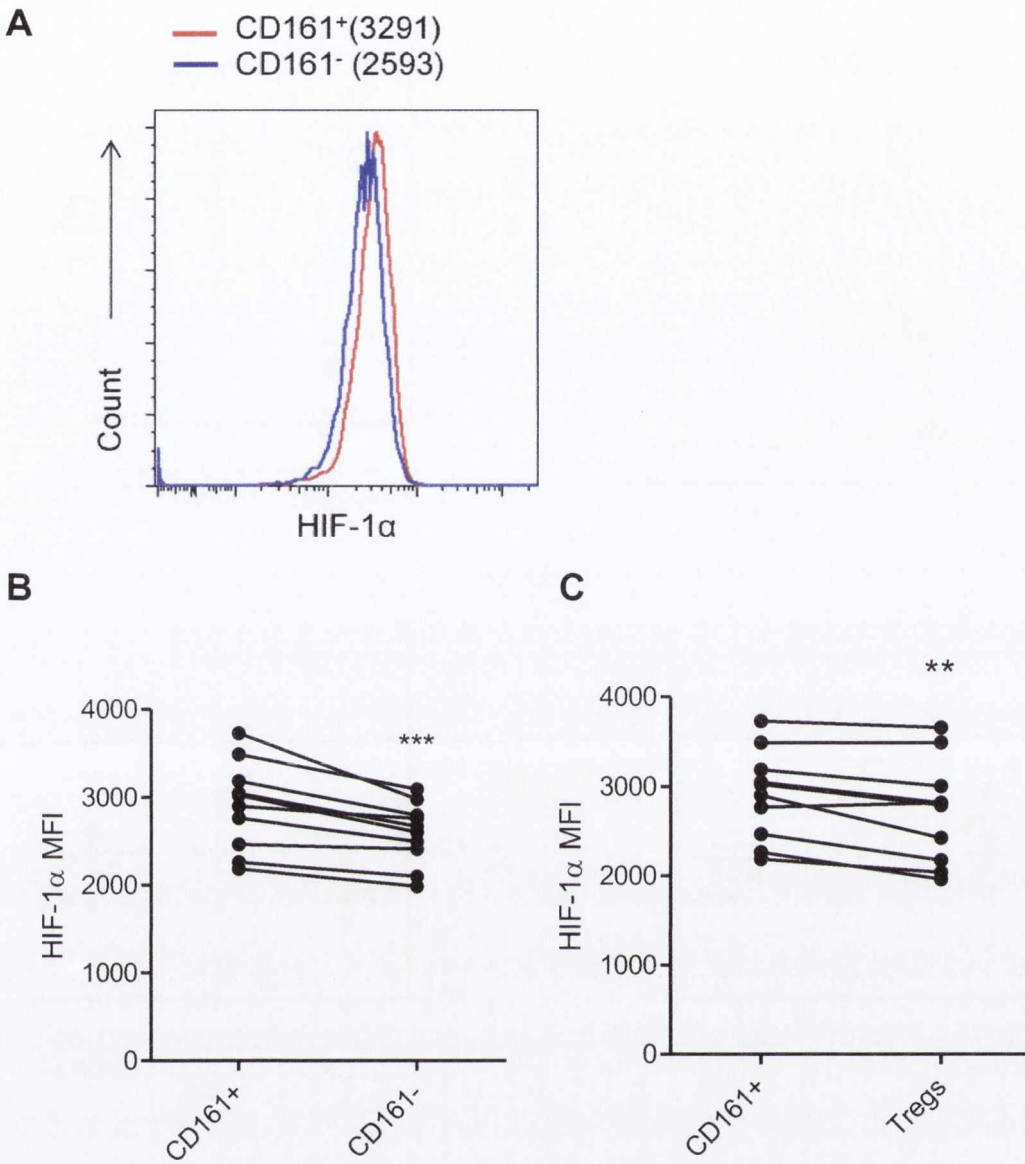 A
CD161⁺(3291)
CD161⁻ (2593)
Count
HIF-1α
B
C
***
**
4000
3000
2000
1000
0
HIF-1α MFI
CD161+
CD161-
4000
3000
2000
1000
0
HIF-1α MFI
CD161+
Tregs